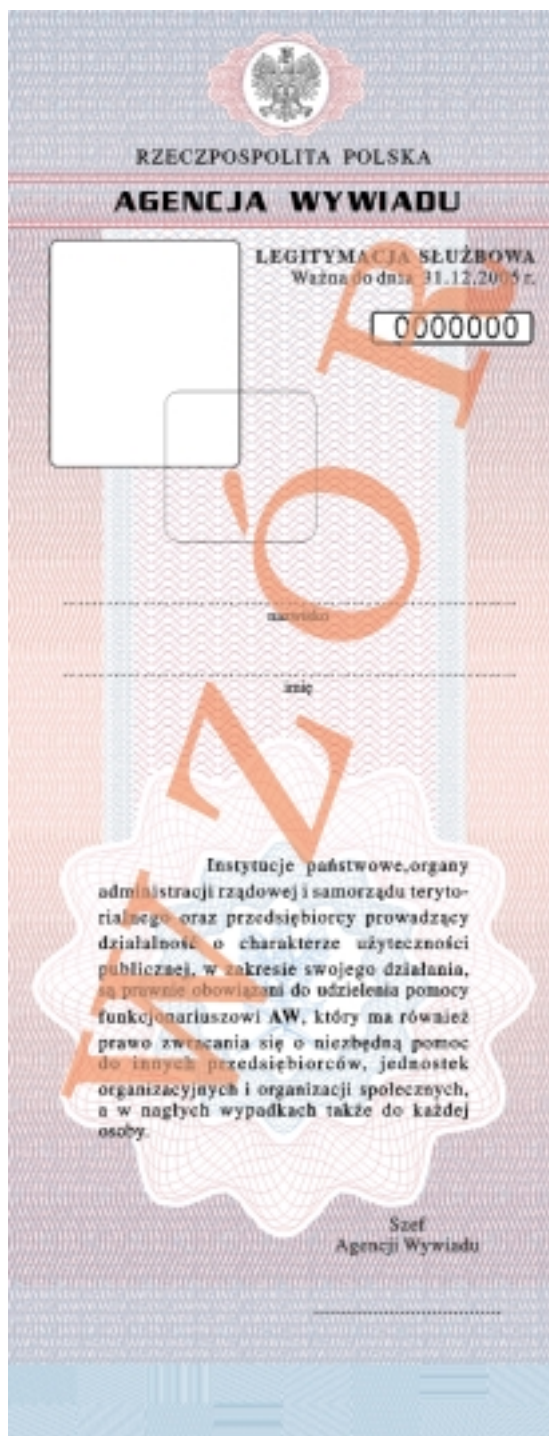 RZECZPOSPOLITA POLSKA
AGENCJA WYWIADU
LEGITYMACJA SŁUŻBOWA
Ważna do dnia 31.12.2005 r.
0000000
nazwisko
imię
WZÓR
Instytucje państwowe,organy
administracji rządowej i samorządu teryto-
rialnego oraz przedsiębiorcy prowadzący
działalność o charakterze użyteczności
publicznej, w zakresie swojego działania,
są prawnie obowiązani do udzielenia pomocy
funkcjonariuszowi AW, który ma również
prawo zwracania się o niezbędną pomoc
do innych przedsiębiorców, jednostek
organizacyjnych i organizacji społecznych,
a w nagłych wypadkach także do każdej
osoby.
Szef
Agencji Wywiadu